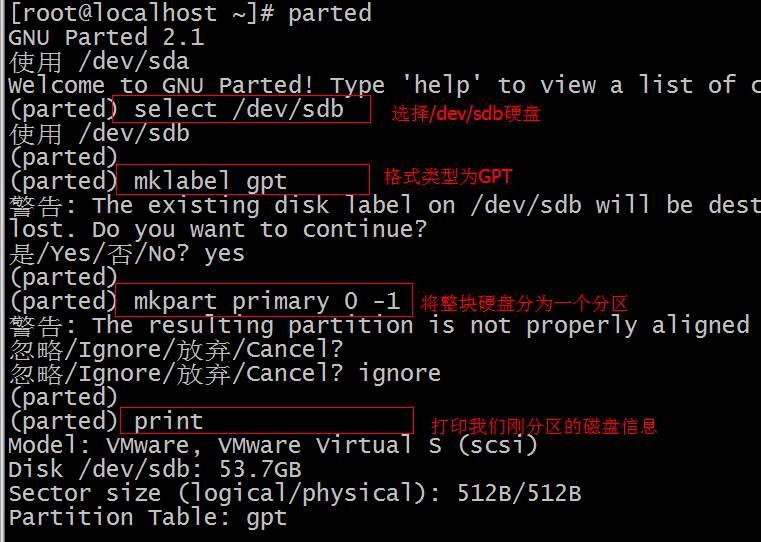 [root@localhost ~]# parted
GNU Parted 2.1
使用 /dev/sda
Welcome to GNU Parted! Type 'help' to view a list of c
(parted) select /dev/sdb 选择/dev/sdb硬盘
使用 /dev/sdb
(parted)
(parted) mklabel gpt 格式类型为GPT
警告: The existing disk label on /dev/sdb will be dest
lost. Do you want to continue?
是/Yes/否/No? yes
(parted)
(parted) mkpart primary 0 -1 将整块硬盘分为一个分区
警告: The resulting partition is not properly aligned
忽略/Ignore/放弃/Cancel?
忽略/Ignore/放弃/Cancel? ignore
(parted)
(parted) print 打印我们刚分区的磁盘信息
Model: VMware, VMware Virtual S (scsi)
Disk /dev/sdb: 53.7GB
Sector size (logical/physical): 512B/512B
Partition Table: gpt